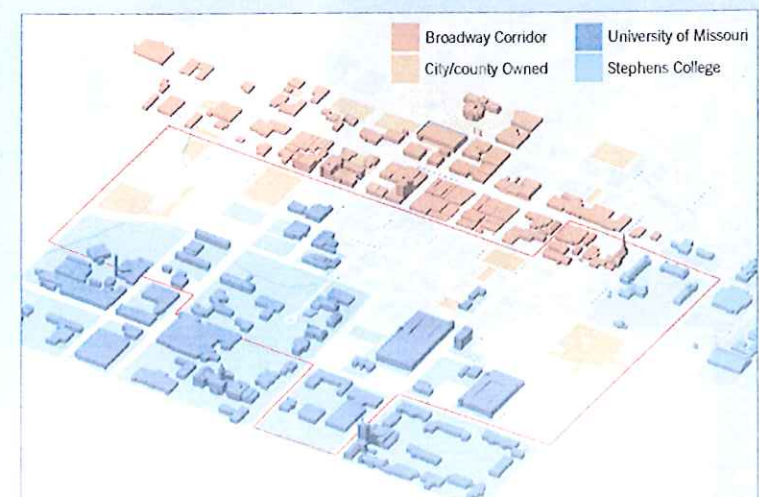 Broadway Corridor
University of Missouri
City/county Owned
Stephens College